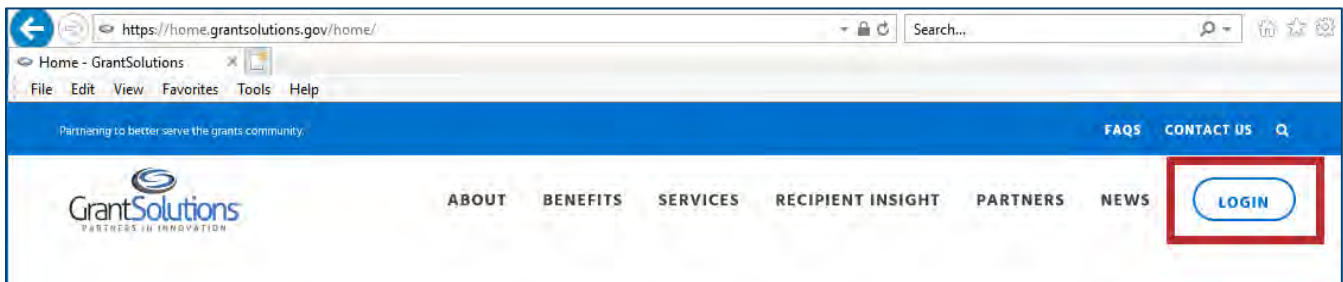 https://home.grantsolutions.gov/home/ Search...
Home - GrantSolutions
File Edit View Favorites Tools Help
Partnering to better serve the grants community. FAQS CONTACT US
GrantSolutions
PARTNERS IN INNOVATION
ABOUT BENEFITS SERVICES RECIPIENT INSIGHT PARTNERS NEWS LOGIN